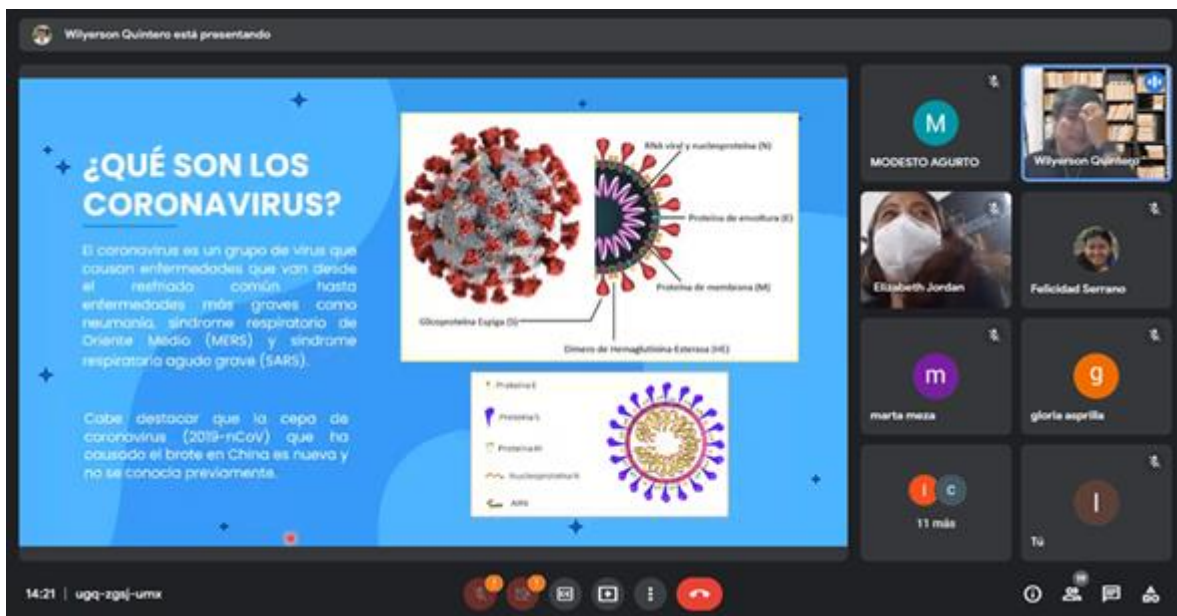 Wilyerson Quintero está presentando
¿QUÉ SON LOS
CORONAVIRUS?
El coronavirus es un grupo de virus que
causan enfermedades que van desde
el resfriado común hasta
enfermedades más graves como
neumonía, síndrome respiratorio de
Oriente Medio (MERS) y síndrome
respiratorio agudo grave (SARS).
Cabe destacar que la cepa de
coronavirus (2019-nCoV) que ha
causado el brote en China es nueva y
no se conocía previamente.
RNA viral y nucleoproteína (N)
Proteína de envoltura (E)
Proteína de membrana (M)
Glicoproteína Espiga (S)
Dímero de Hemaglutinina-Esterasa (HE)
Proteína E
Proteína S
Proteína M
Nucleoproteína N
ARN
M
MODESTO AGURTO
Wilyerson Quintero
Elizabeth Jordan
Felicidad Serrano
m
marta meza
g
gloria asprilla
c
11 más
Tú
14:21 | ugq-zgsj-umx